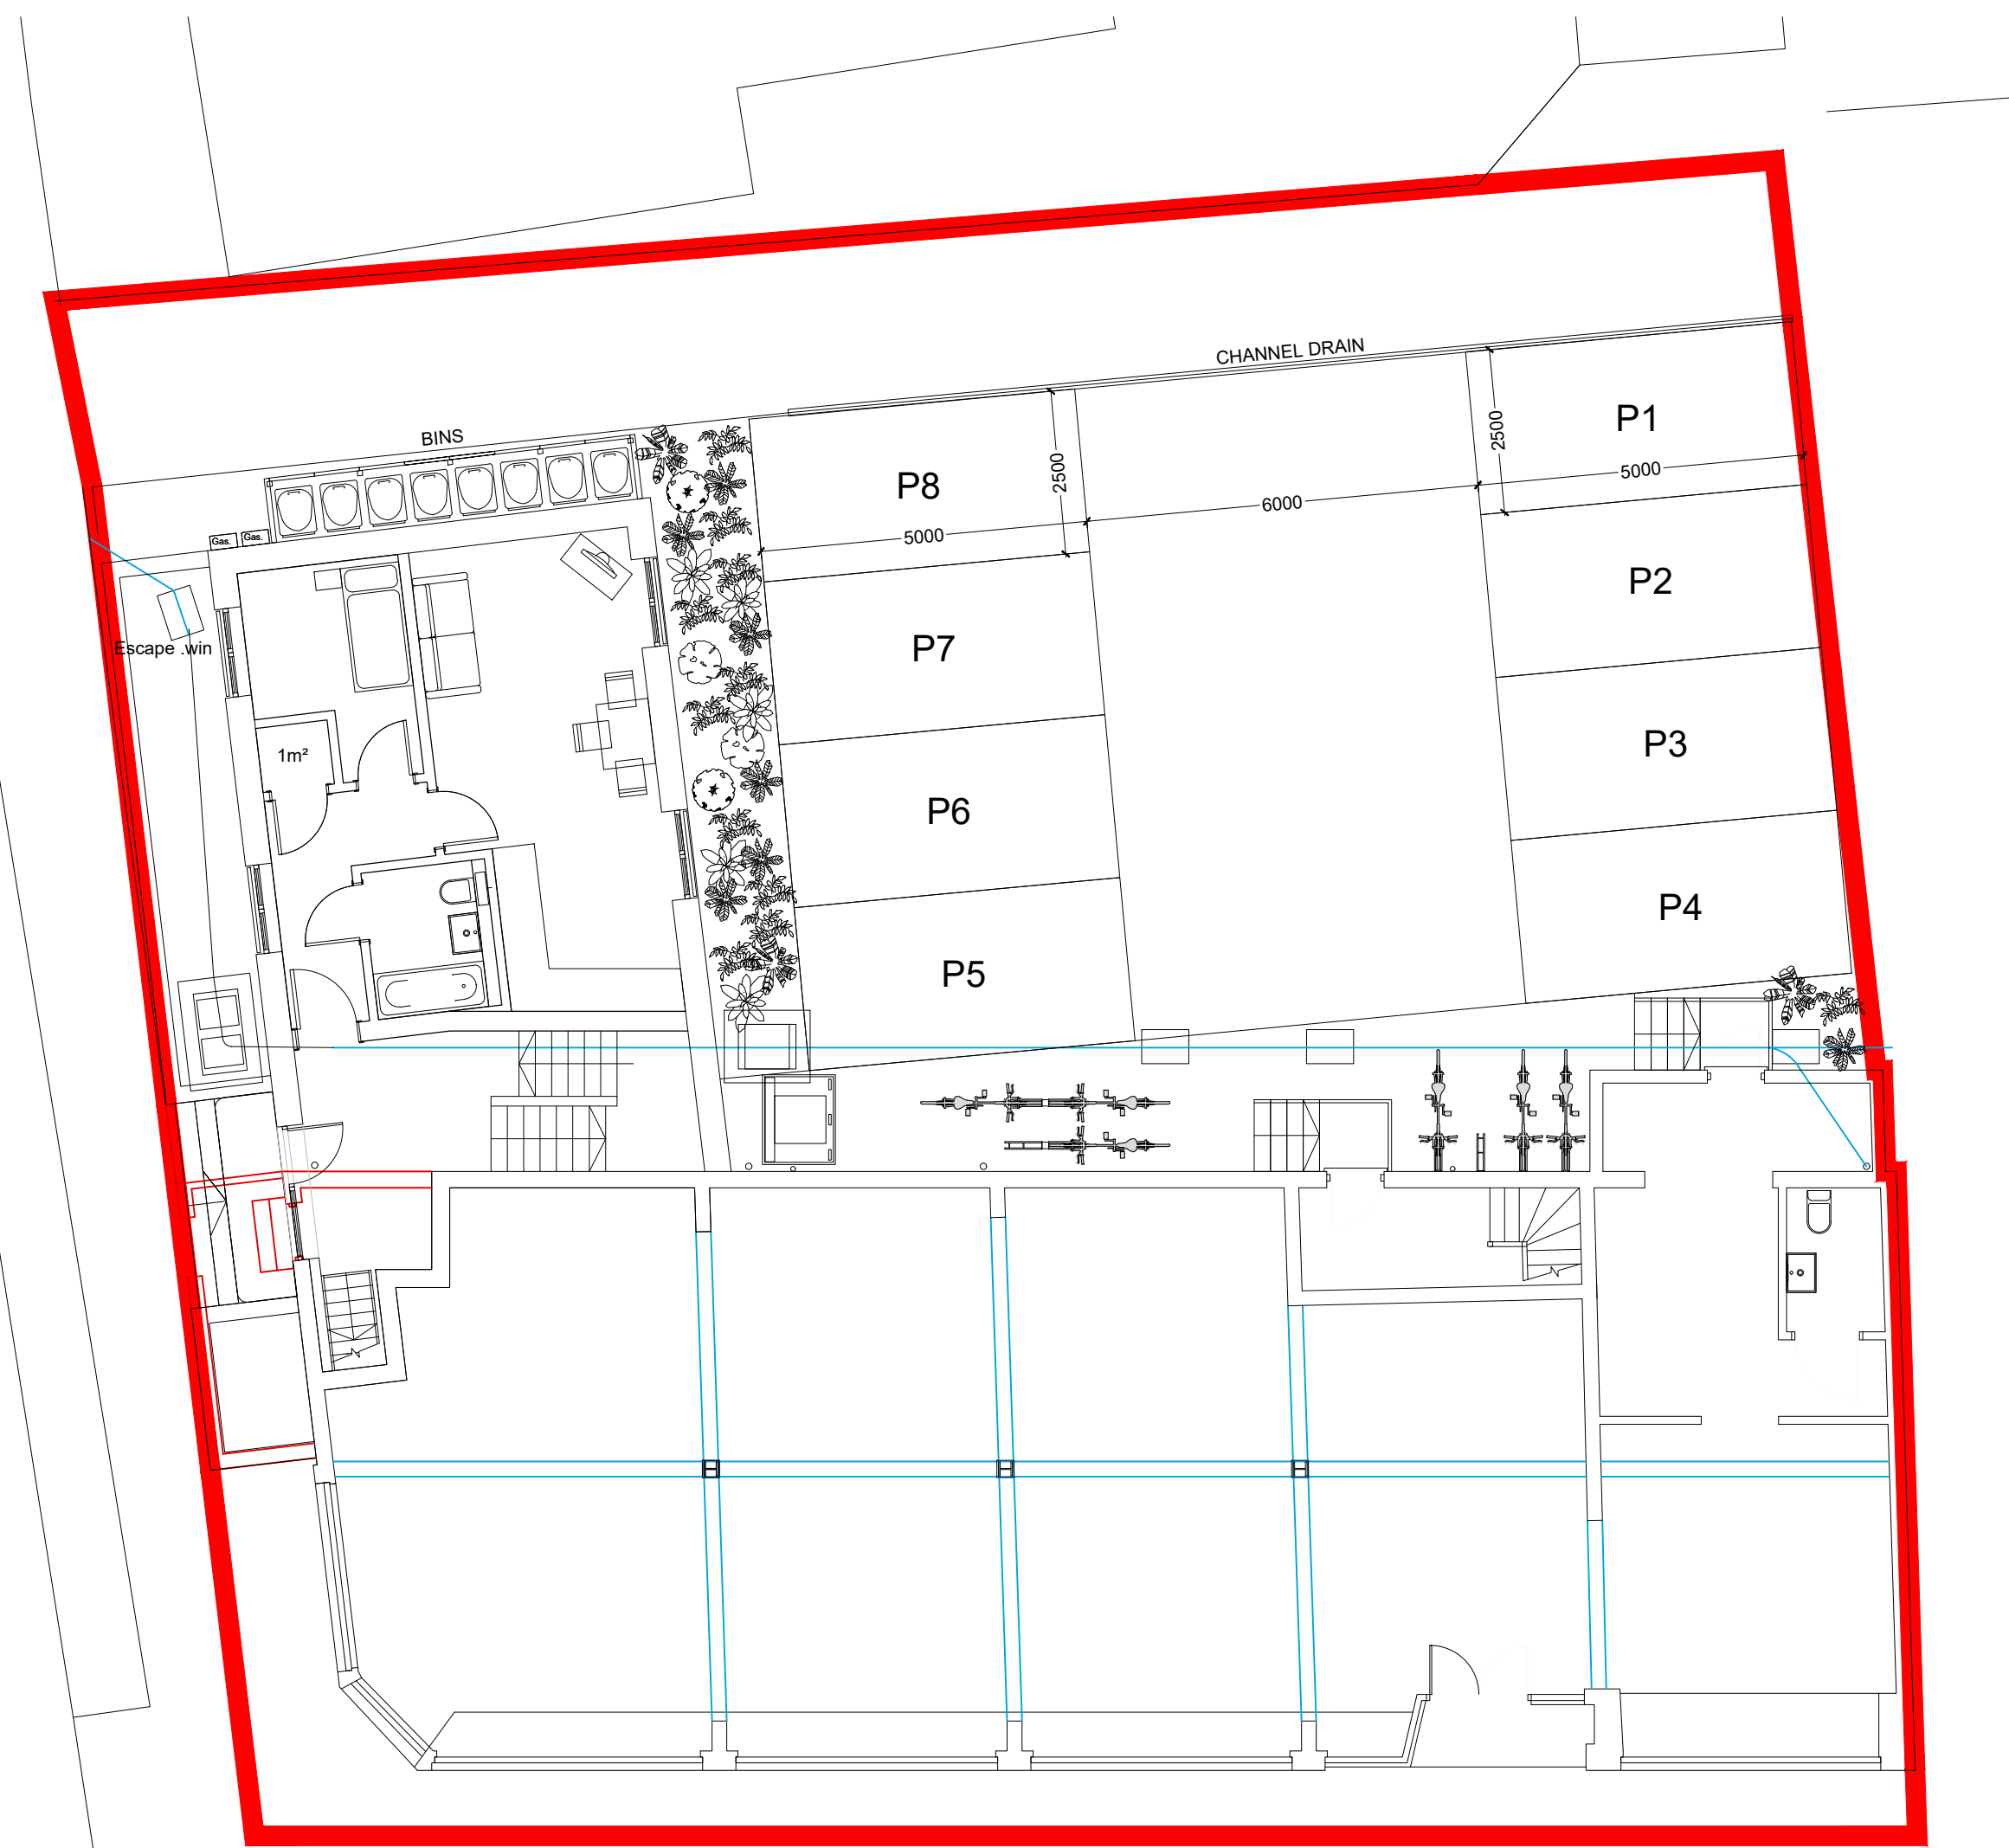 CHANNEL DRAIN
BINS
P1
2500
5000
P8
2500
6000
5000
Gas.
Gas.
P2
Escape .win
P7
1m²
P3
P6
P4
P5